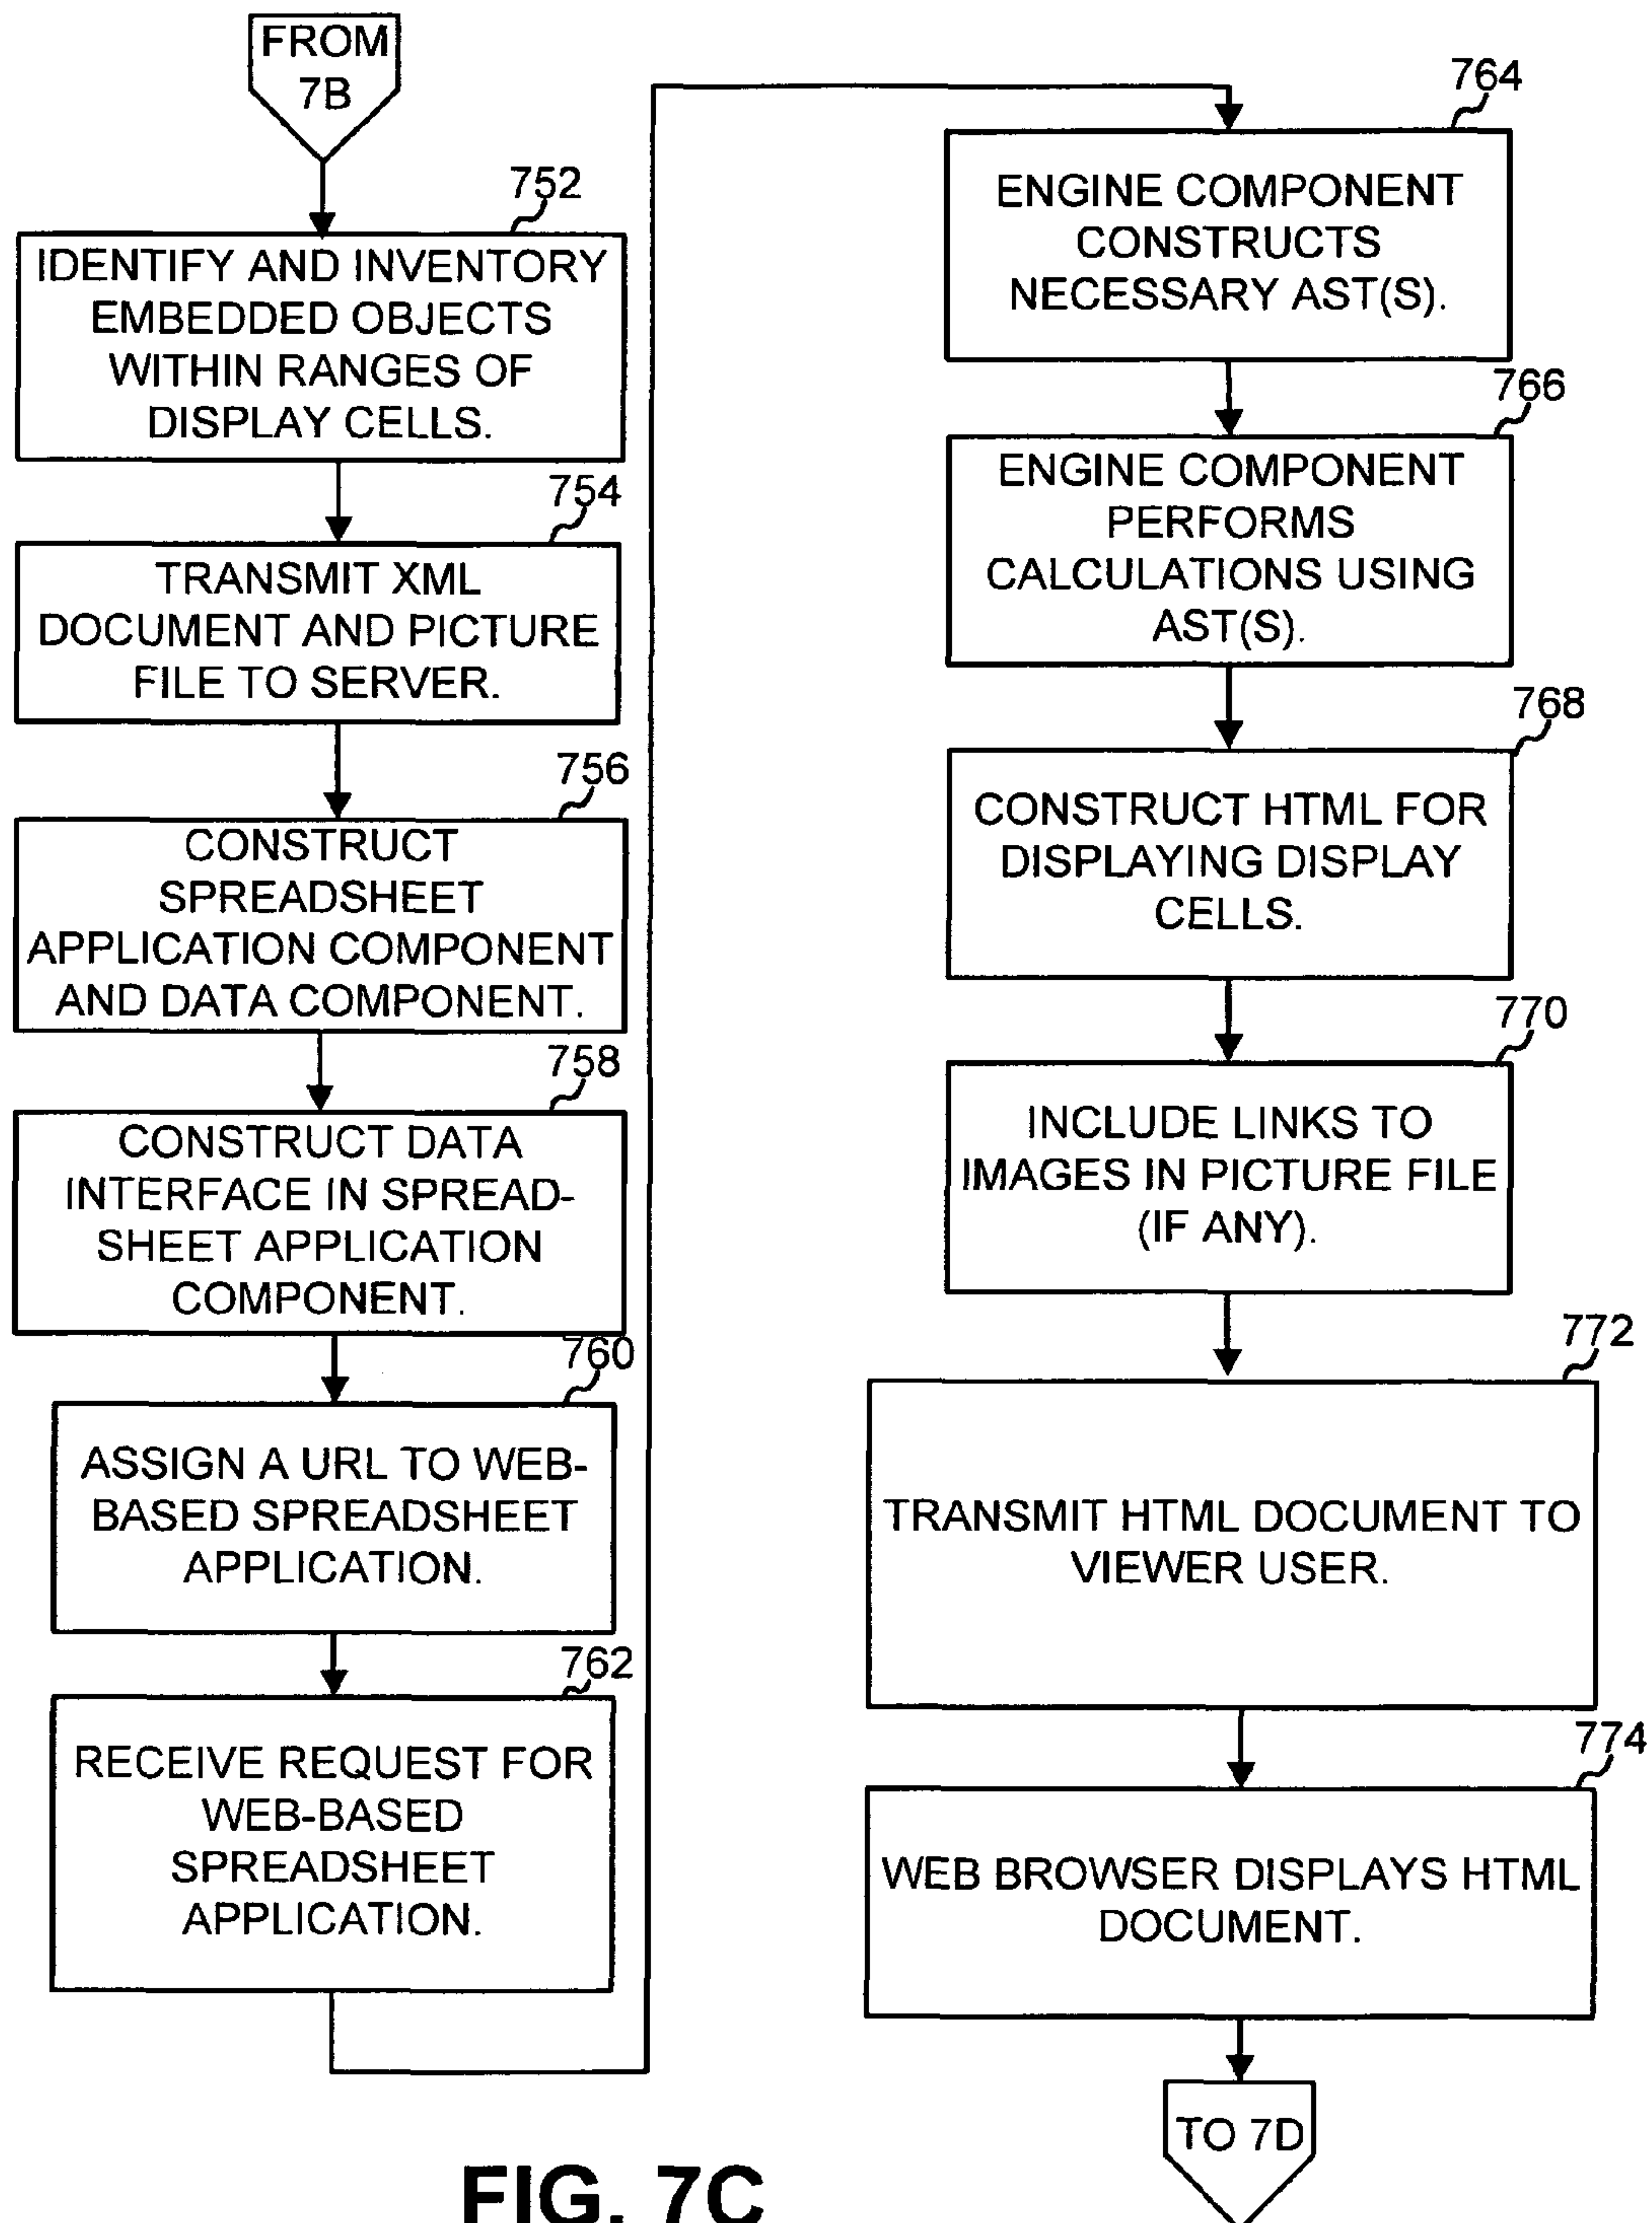 FROM
7B
752
IDENTIFY AND INVENTORY
EMBEDDED OBJECTS
WITHIN RANGES OF
DISPLAY CELLS.
754
TRANSMIT XML
DOCUMENT AND PICTURE
FILE TO SERVER.
756
CONSTRUCT
SPREADSHEET
APPLICATION COMPONENT
AND DATA COMPONENT.
758
CONSTRUCT DATA
INTERFACE IN SPREAD-
SHEET APPLICATION
COMPONENT.
760
ASSIGN A URL TO WEB-
BASED SPREADSHEET
APPLICATION.
762
RECEIVE REQUEST FOR
WEB-BASED
SPREADSHEET
APPLICATION.
764
ENGINE COMPONENT
CONSTRUCTS
NECESSARY AST(S).
766
ENGINE COMPONENT
PERFORMS
CALCULATIONS USING
AST(S).
768
CONSTRUCT HTML FOR
DISPLAYING DISPLAY
CELLS.
770
INCLUDE LINKS TO
IMAGES IN PICTURE FILE
(IF ANY).
772
TRANSMIT HTML DOCUMENT TO
VIEWER USER.
774
WEB BROWSER DISPLAYS HTML
DOCUMENT.
TO 7D
FIG. 7C